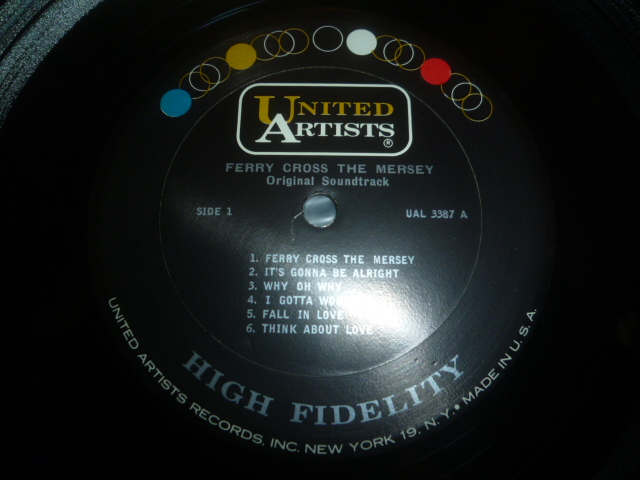 UNITED
ARTISTS®
FERRY CROSS THE MERSEY
Original Soundtrack
SIDE 1
UAL 3387 A
1. FERRY CROSS THE MERSEY
2. IT'S GONNA BE ALRIGHT
3. WHY OH WHY
4. I GOTTA
5. FALL IN LOVE
6. THINK ABOUT LOVE
HIGH FIDELITY
UNITED ARTISTS RECORDS, INC. NEW YORK 19, N.Y. • MADE IN U.S.A.